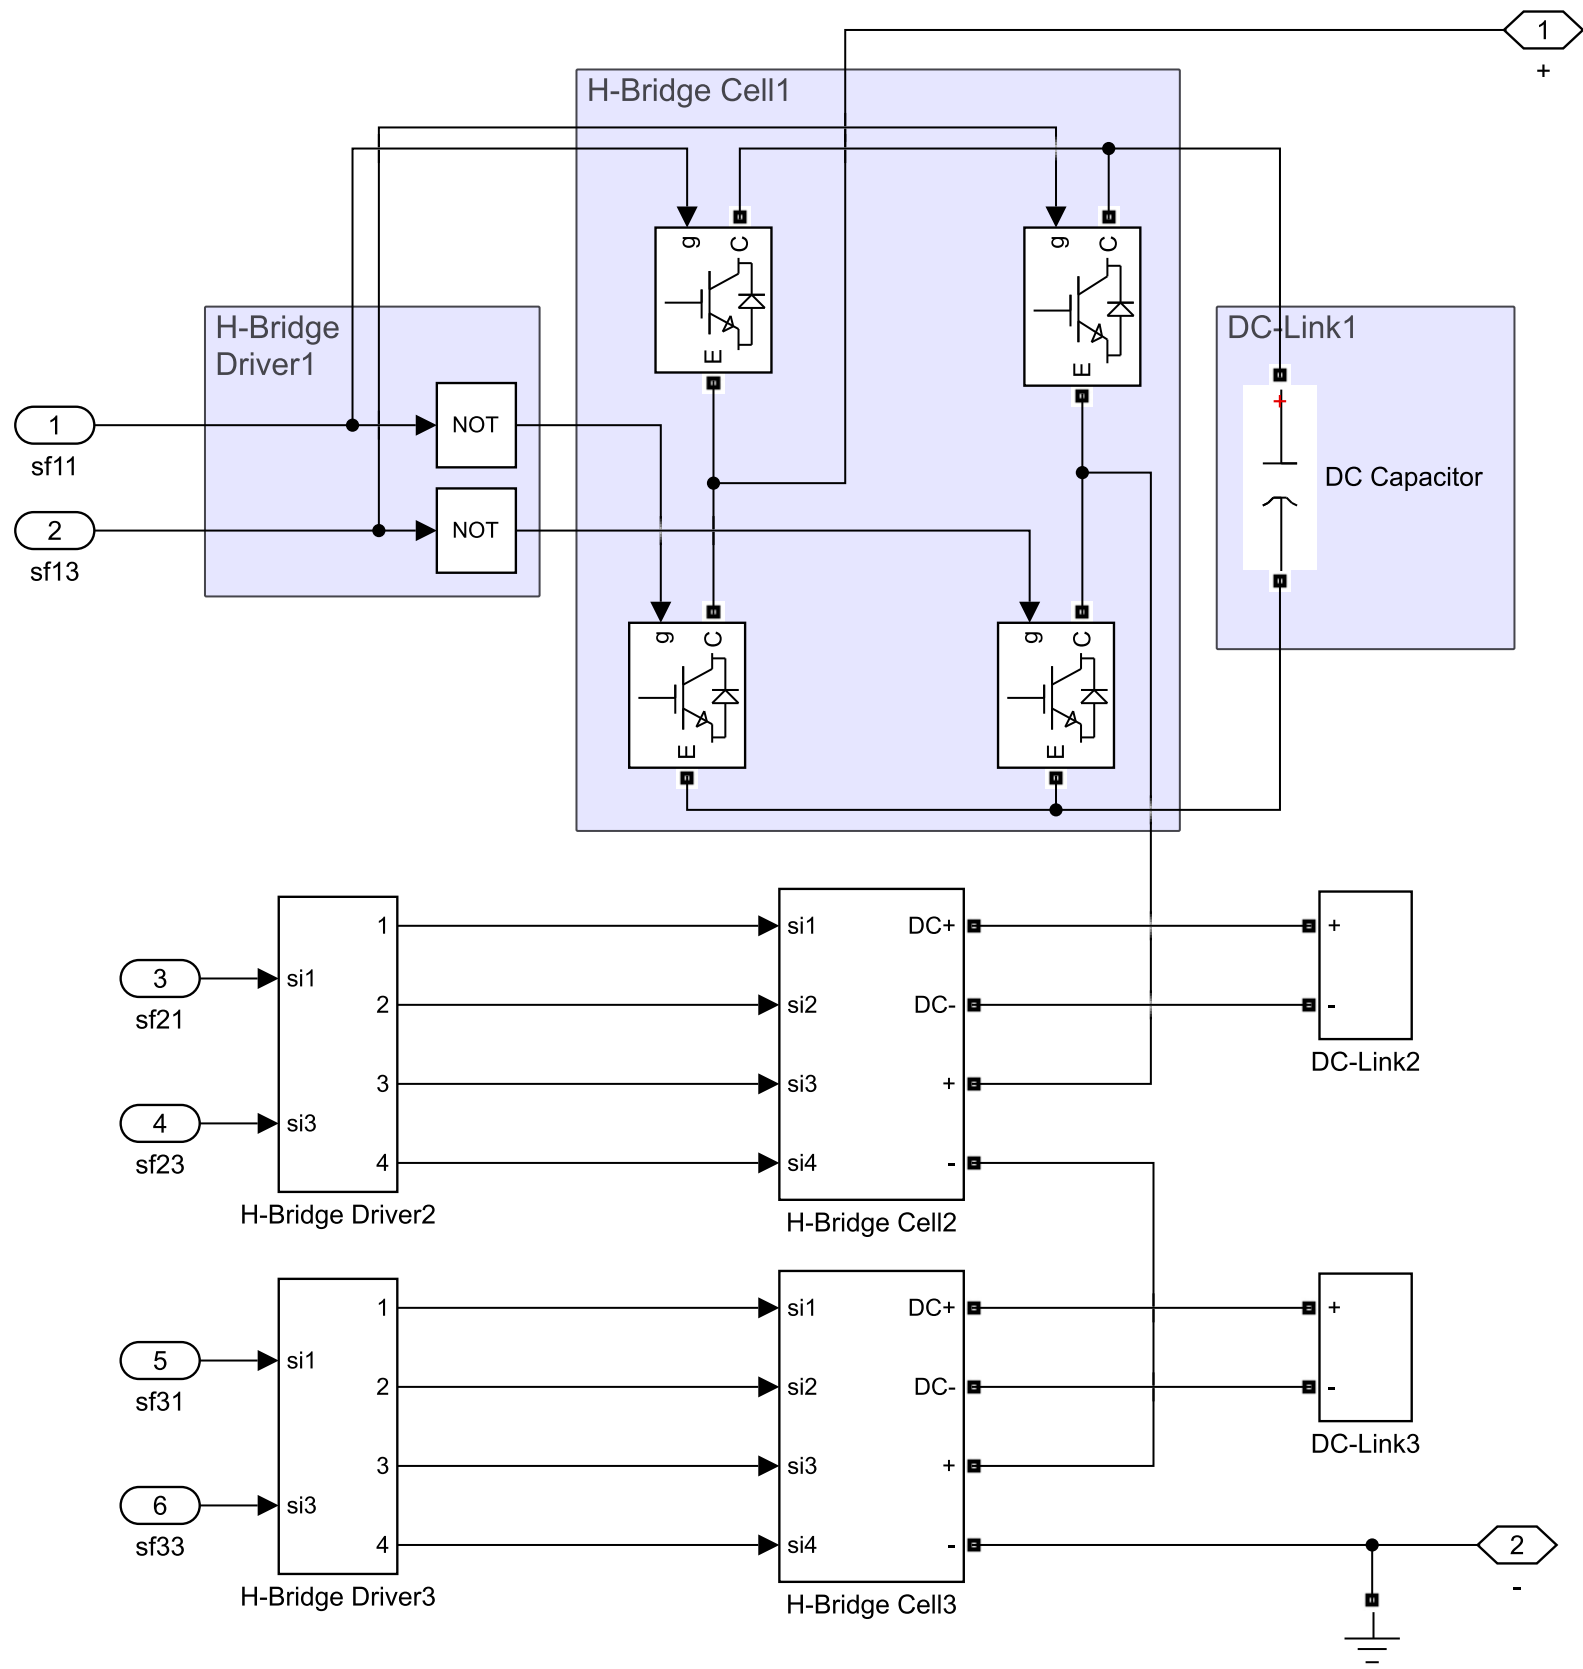 1
+
H-Bridge Cell1
g C
g C
E
E
H-Bridge
Driver1
DC-Link1
+
1
NOT
sf11
DC Capacitor
2
NOT
sf13
g C
g C
E
E
1
si1
DC+
+
3
si1
sf21
2
si2
DC-
-
DC-Link2
3
si3
+
4
si3
sf23
4
si4
-
H-Bridge Driver2
H-Bridge Cell2
1
si1
DC+
+
5
si1
sf31
2
si2
DC-
-
DC-Link3
3
si3
+
6
si3
sf33
4
si4
-
2
-
H-Bridge Driver3
H-Bridge Cell3